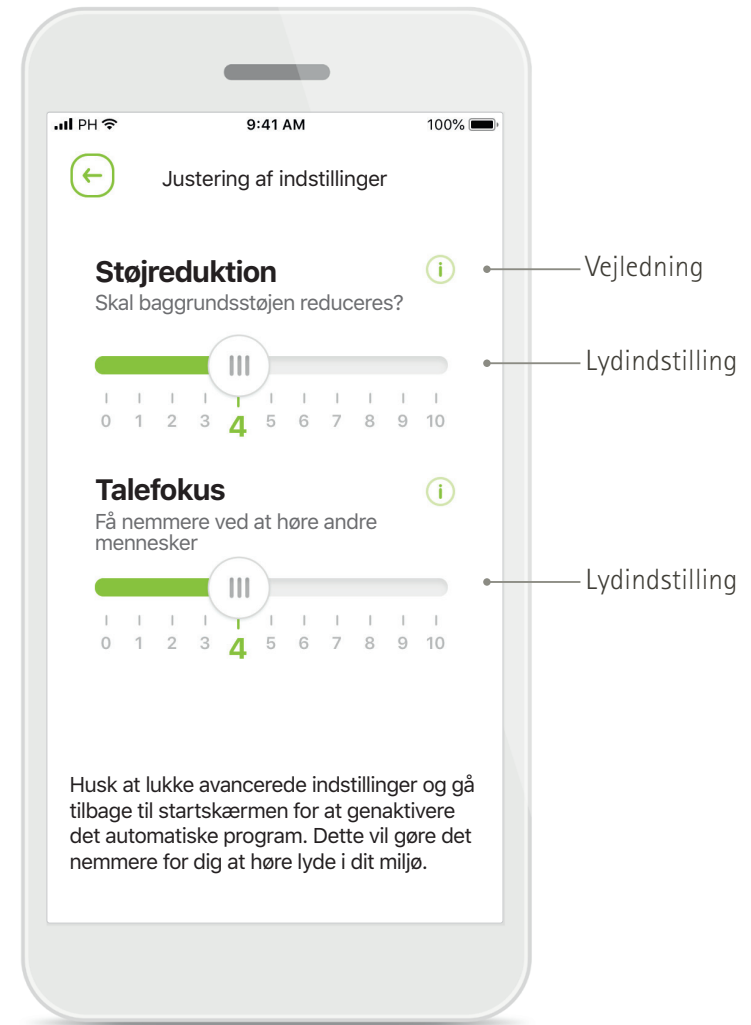 PH
9:41 AM
100%
Justering af indstillinger
Støjreduktion
Vejledning
Skal baggrundsstøjen reduceres?
Lydindstilling
0 1 2 3 4 5 6 7 8 9 10
Talefokus
Få nemmere ved at høre andre
mennesker
Lydindstilling
0 1 2 3 4 5 6 7 8 9 10
Husk at lukke avancerede indstillinger og gå
tilbage til startskærmen for at genaktivere
det automatiske program. Dette vil gøre det
nemmere for dig at høre lyde i dit miljø.